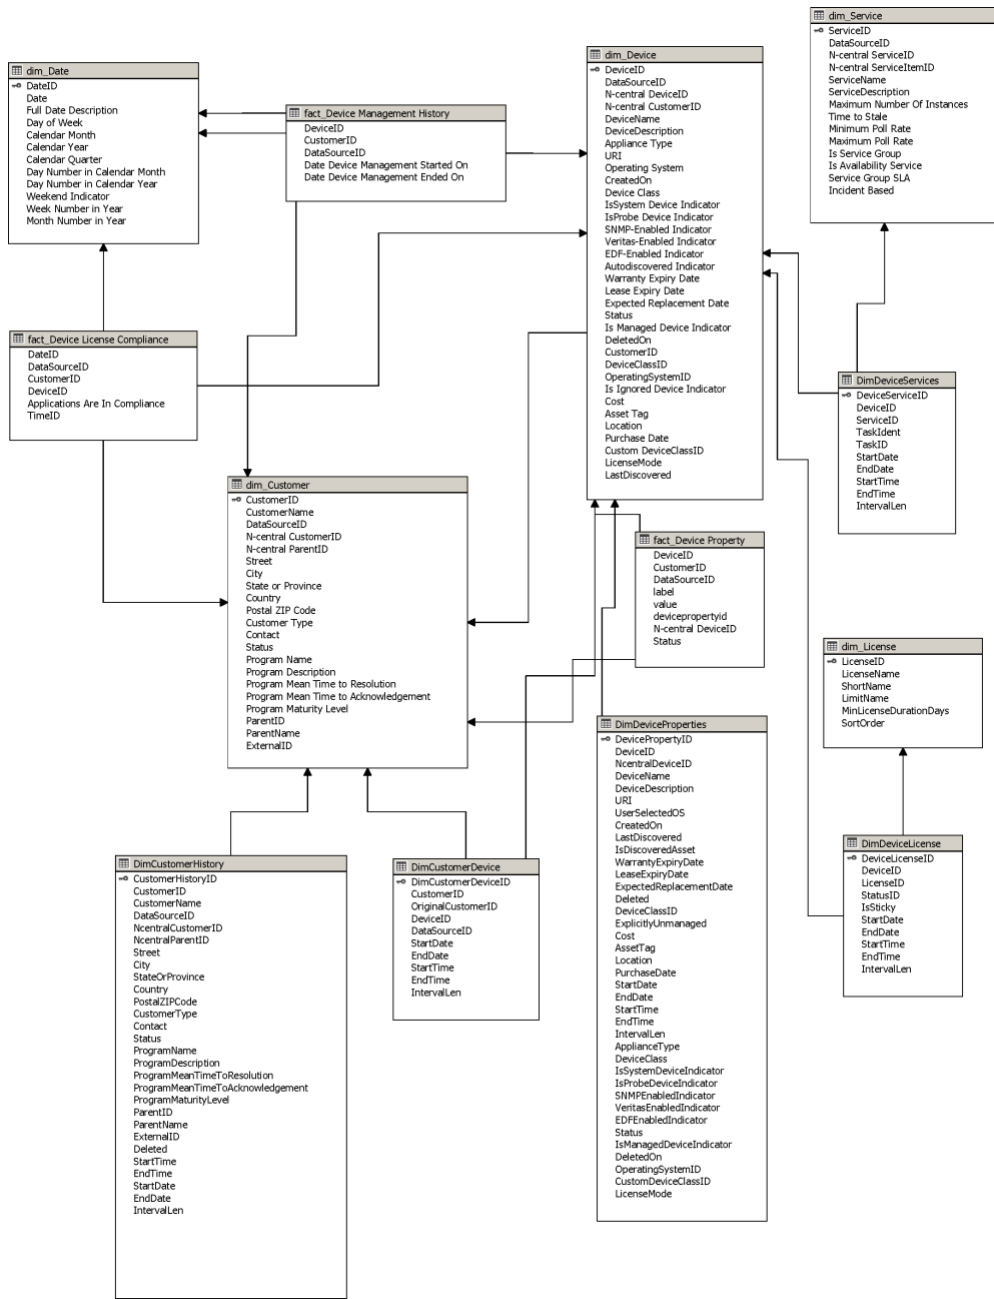 dim_Date
DateID
Date
Full Date Description
Day of Week
Calendar Month
Calendar Year
Calendar Quarter
Day Number in Calendar Month
Day Number in Calendar Year
Weekend Indicator
Week Number in Year
Month Number in Year
fact_Device Management History
DeviceID
CustomerID
DataSourceID
Date Device Management Started On
Date Device Management Ended On
dim_Device
DeviceID
DataSourceID
N-central DeviceID
N-central CustomerID
DeviceName
DeviceDescription
Appliance Type
URI
Operating System
CreatedOn
Device Class
IsSystem Device Indicator
IsProbe Device Indicator
SNMP-Enabled Indicator
Veritas-Enabled Indicator
EDF-Enabled Indicator
Autodiscovered Indicator
Warranty Expiry Date
Lease Expiry Date
Expected Replacement Date
Status
Is Managed Device Indicator
DeletedOn
CustomerID
DeviceClassID
OperatingSystemID
Is Ignored Device Indicator
Cost
Asset Tag
Location
Purchase Date
Custom DeviceClassID
LicenseMode
LastDiscovered
dim_Service
ServiceID
DataSourceID
N-central ServiceID
N-central ServiceItemID
ServiceName
ServiceDescription
Maximum Number Of Instances
Time to Stale
Minimum Poll Rate
Maximum Poll Rate
Is Service Group
Is Availability Service
Service Group SLA
Incident Based
fact_Device License Compliance
DateID
DataSourceID
CustomerID
DeviceID
Applications Are In Compliance
TimeID
DimDeviceServices
DeviceServiceID
DeviceID
ServiceID
TaskIdent
TaskID
StartDate
EndDate
StartTime
EndTime
IntervalLen
dim_Customer
CustomerID
CustomerName
DataSourceID
N-central CustomerID
N-central ParentID
Street
City
State or Province
Country
Postal ZIP Code
Customer Type
Contact
Status
Program Name
Program Description
Program Mean Time to Resolution
Program Mean Time to Acknowledgement
Program Maturity Level
ParentID
ParentName
ExternalID
fact_Device Property
DeviceID
CustomerID
DataSourceID
label
value
devicepropertyid
N-central DeviceID
Status
dim_License
LicenseID
LicenseName
ShortName
LimitName
MinLicenseDurationDays
SortOrder
DimDeviceProperties
DevicePropertyID
DeviceID
NcentralDeviceID
DeviceName
DeviceDescription
URI
UserSelectedOS
CreatedOn
LastDiscovered
IsDiscoveredAsset
WarrantyExpiryDate
LeaseExpiryDate
ExpectedReplacementDate
Deleted
DeviceClassID
ExplicitlyUnmanaged
Cost
AssetTag
Location
PurchaseDate
StartDate
EndDate
StartTime
EndTime
IntervalLen
ApplianceType
DeviceClass
IsSystemDeviceIndicator
IsProbeDeviceIndicator
SNMPEnabledIndicator
VeritasEnabledIndicator
EDFEnabledIndicator
Status
IsManagedDeviceIndicator
DeletedOn
OperatingSystemID
CustomDeviceClassID
LicenseMode
DimDeviceLicense
DeviceLicenseID
DeviceID
LicenseID
StatusID
IsSticky
StartDate
EndDate
StartTime
EndTime
IntervalLen
DimCustomerHistory
CustomerHistoryID
CustomerID
CustomerName
DataSourceID
NcentralCustomerID
NcentralParentID
Street
City
StateOrProvince
Country
PostalZIPCode
CustomerType
Contact
Status
ProgramName
ProgramDescription
ProgramMeanTimeToResolution
ProgramMeanTimeToAcknowledgement
ProgramMaturityLevel
ParentID
ParentName
ExternalID
Deleted
StartTime
EndTime
StartDate
EndDate
IntervalLen
DimCustomerDevice
DimCustomerDeviceID
CustomerID
OriginalCustomerID
DeviceID
DataSourceID
StartDate
EndDate
StartTime
EndTime
IntervalLen